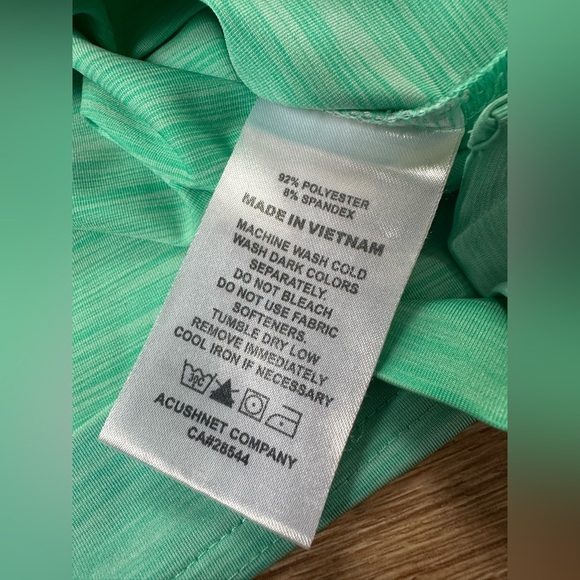 92% POLYESTER
8% SPANDEX
MADE IN VIETNAM
MACHINE WASH COLD
WASH DARK COLORS
SEPARATELY.
DO NOT BLEACH
DO NOT USE FABRIC
SOFTENERS.
TUMBLE DRY LOW
REMOVE IMMEDIATELY
COOL IRON IF NECESSARY
30C
ACUSHNET COMPANY
CA#28544